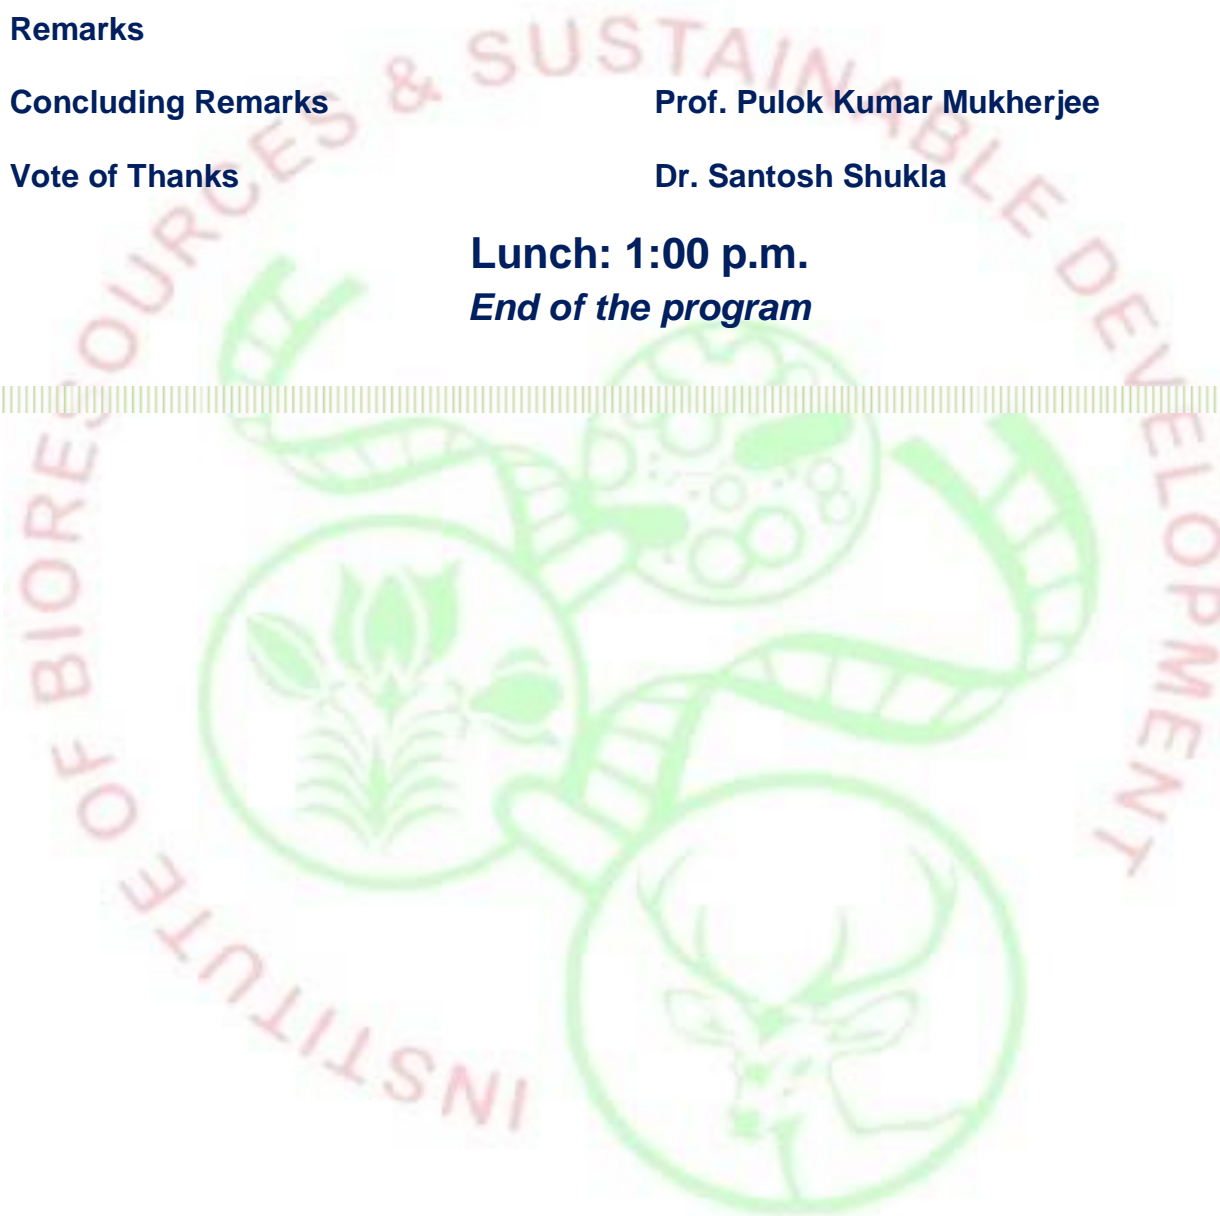 Remarks
Concluding Remarks Prof. Pulok Kumar Mukherjee
Vote of Thanks Dr. Santosh Shukla
Lunch: 1:00 p.m.
End of the program
INSTITUTE OF BIORESOURCES & SUSTAINABLE DEVELOPMENT